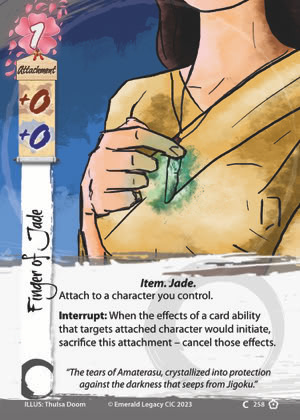 1
Attachment
+0
+0
Finger of Jade
Item. Jade.
Attach to a character you control.
Interrupt: When the effects of a card ability
that targets attached character would initiate,
sacrifice this attachment – cancel those effects.
"The tears of Amaterasu, crystallized into protection
against the darkness that seeps from Jigoku."
ILLUS: Thulsa Doom © Emerald Legacy CIC 2023 C 258